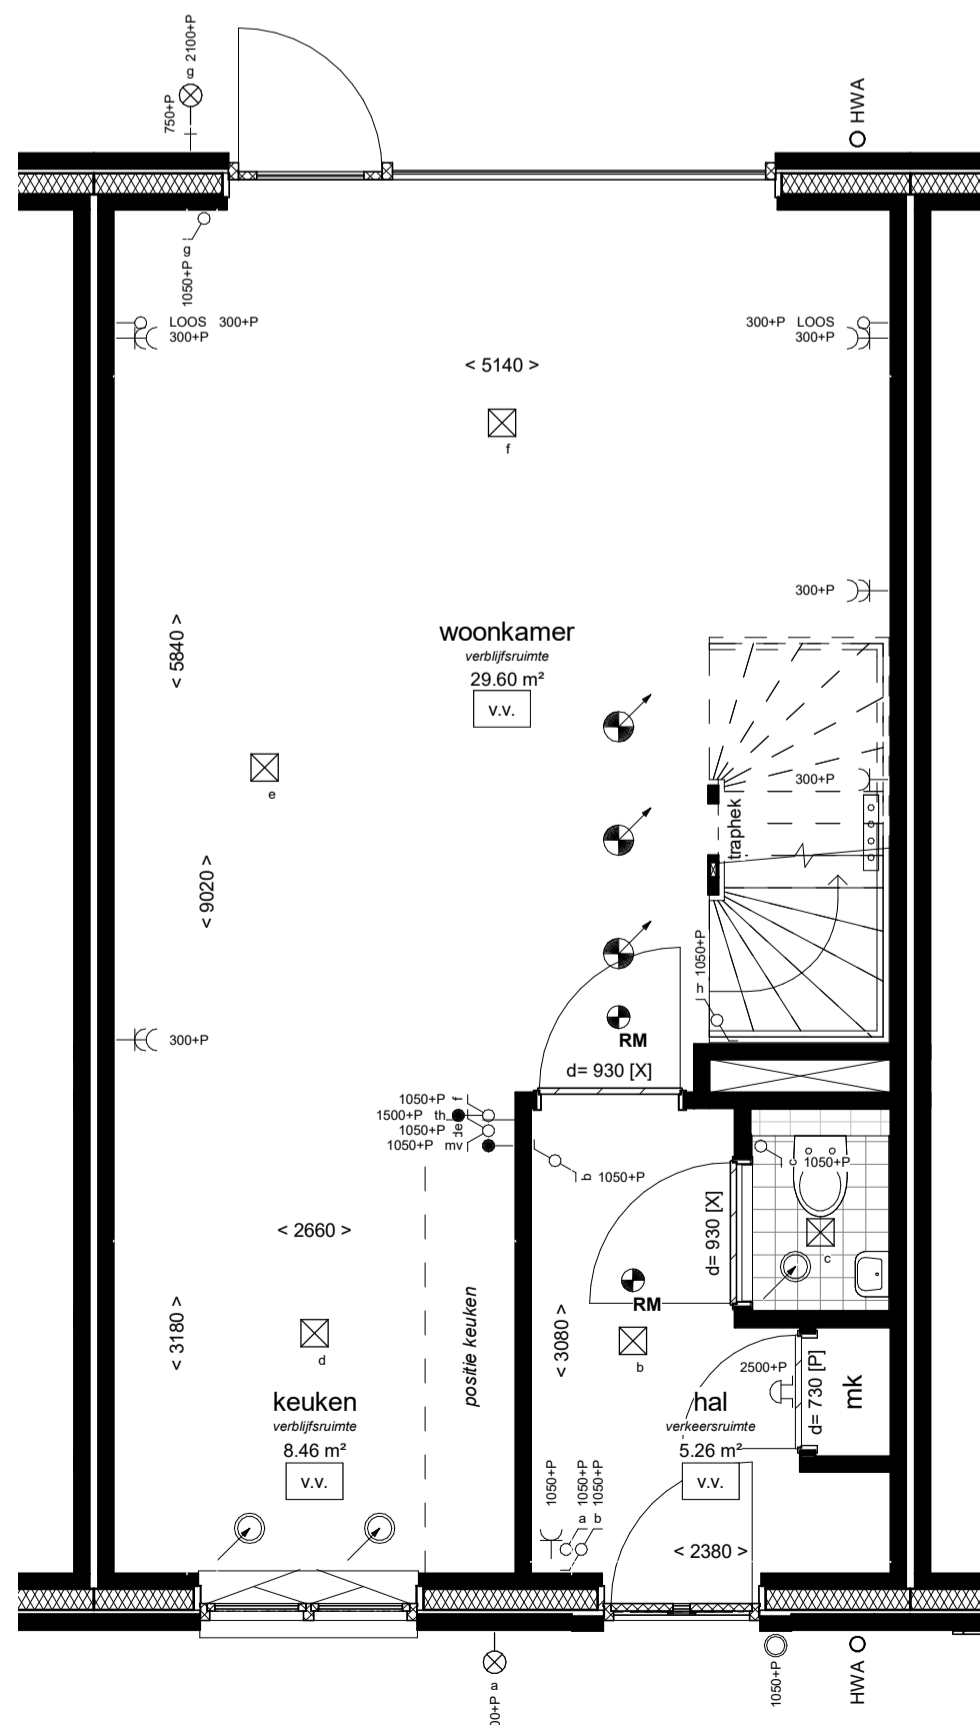 g 2100+P
750+P
HWA
1050+P g
LOOS 300+P
300+P
300+P LOOS
300+P
< 5140 >
f
300+P
woonkamer
verblijfsruimte
29.60 m²
v.v.
< 5840 >
e
300+P
traphek
< 9020 >
h 1050+P
300+P
RM
d= 930 [X]
1050+P f
1500+P th
1050+P de
1050+P mv
b 1050+P
c 1050+P
d= 930 [X]
c
< 2660 >
RM
positie keuken
< 3180 >
d
< 3080 >
b
2500+P
d= 730 [P]
mk
keuken
verblijfsruimte
8.46 m²
v.v.
hal
verkeersruimte
5.26 m²
v.v.
1050+P
a 1050+P
b 1050+P
< 2380 >
00+P a
1050+P
HWA